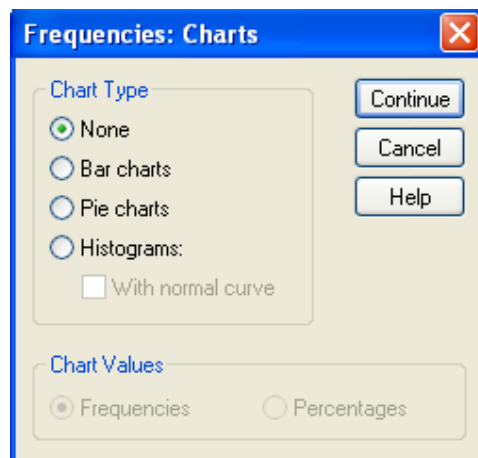 Frequencies: Charts
Chart Type
None
Bar charts
Pie charts
Histograms:
With normal curve
Continue
Cancel
Help
Chart Values
Frequencies Percentages